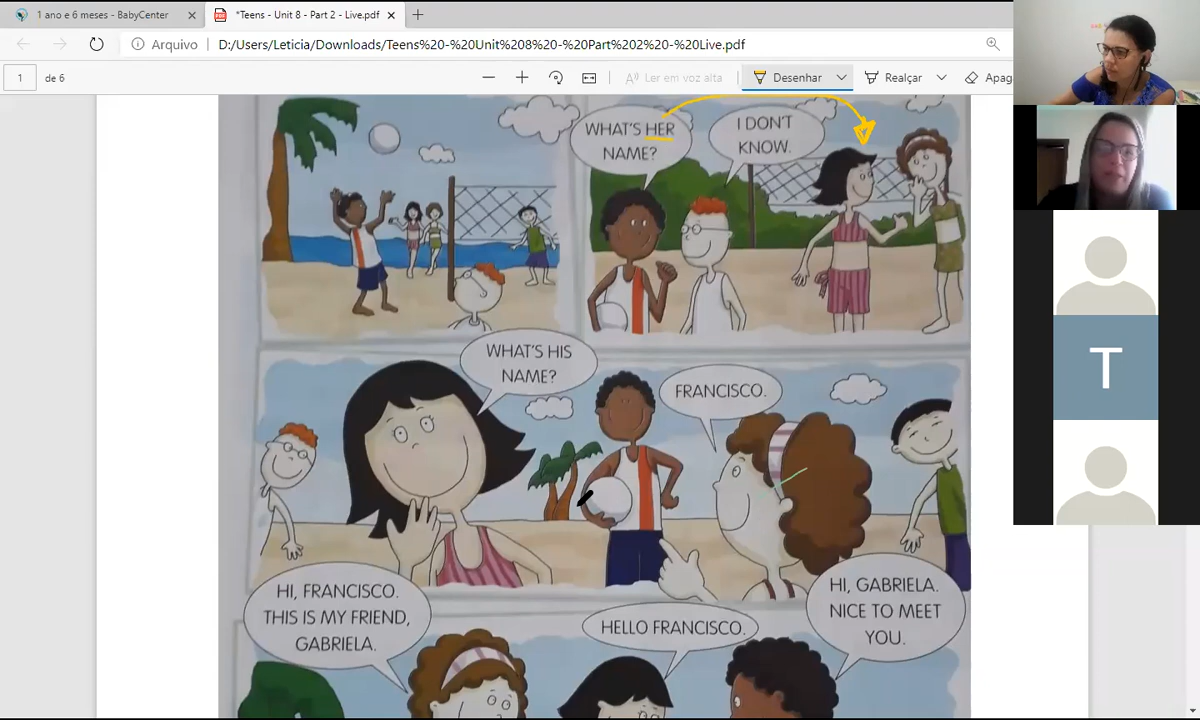 1 ano e 6 meses - BabyCenter
*Teens - Unit 8 - Part 2 - Live.pdf
Arquivo
D:/Users/Leticia/Downloads/Teens%20-%20Unit%208%20-%20Part%202%20-%20Live.pdf
1
de 6
Ler em voz alta
Desenhar
Realçar
Apag
WHAT'S HER
NAME?
I DON'T
KNOW.
WHAT'S HIS
NAME?
FRANCISCO.
HI, FRANCISCO.
THIS IS MY FRIEND,
GABRIELA.
HELLO FRANCISCO.
HI, GABRIELA.
NICE TO MEET
YOU.
T